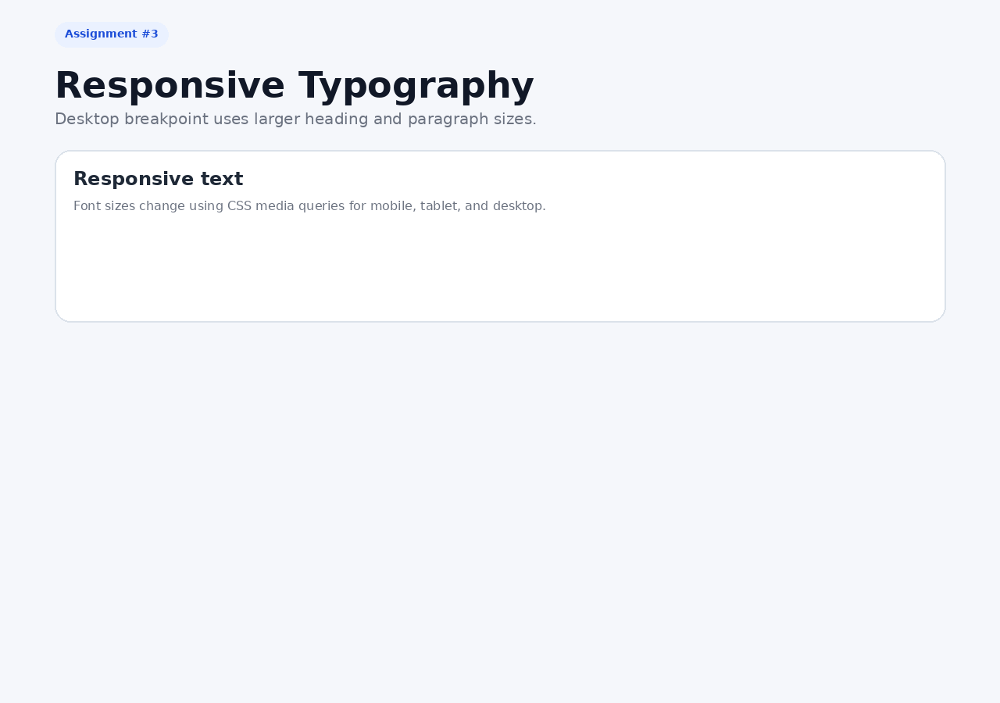 Assignment #3
Responsive Typography
Desktop breakpoint uses larger heading and paragraph sizes.
Responsive text
Font sizes change using CSS media queries for mobile, tablet, and desktop.